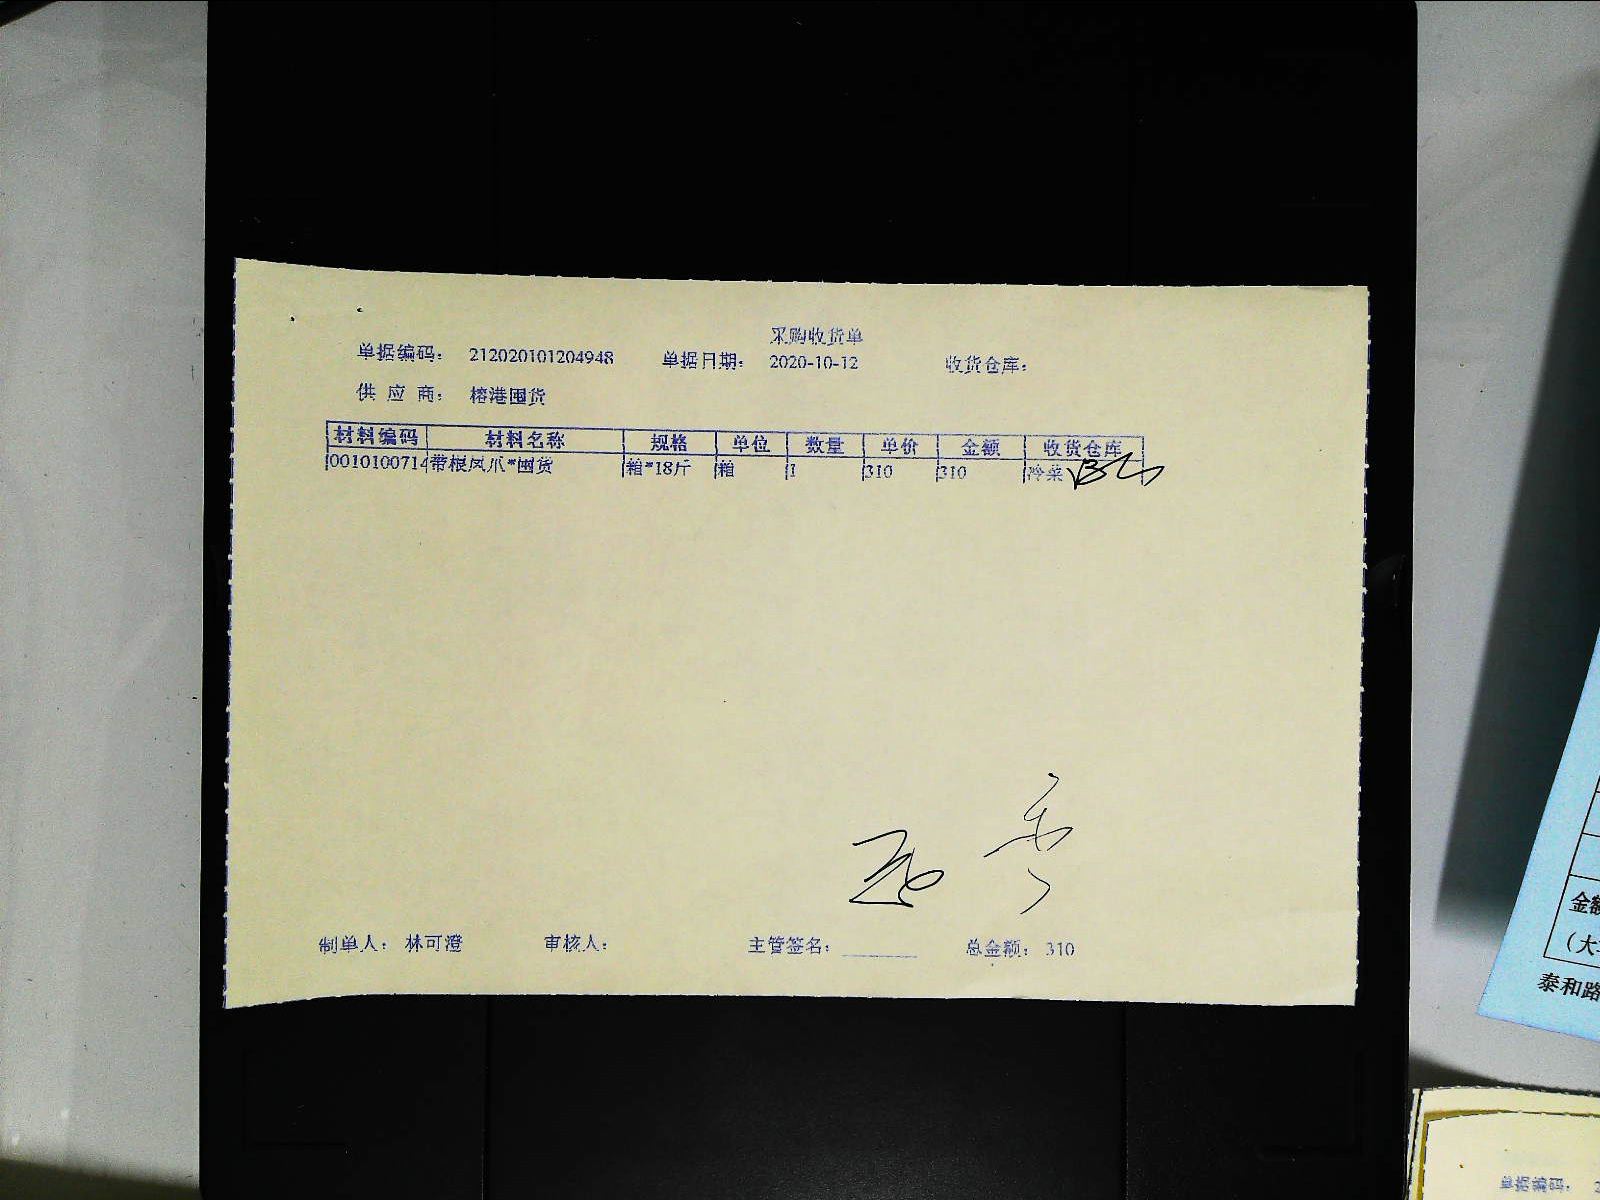 采购收货单
单据编码： 212020101204948 单据日期： 2020-10-12 收货仓库：
供 应 商： 榕港囤货
材料编码 材料名称 规格 单位 数量 单价 金额 收货仓库
0010100714 带根凤爪*囤货 箱*18斤 箱 1 310 310 冷菜
制单人： 林可澄 审核人： 主管签名： 总金额： 310
金额
（大
泰和路
单据编码：